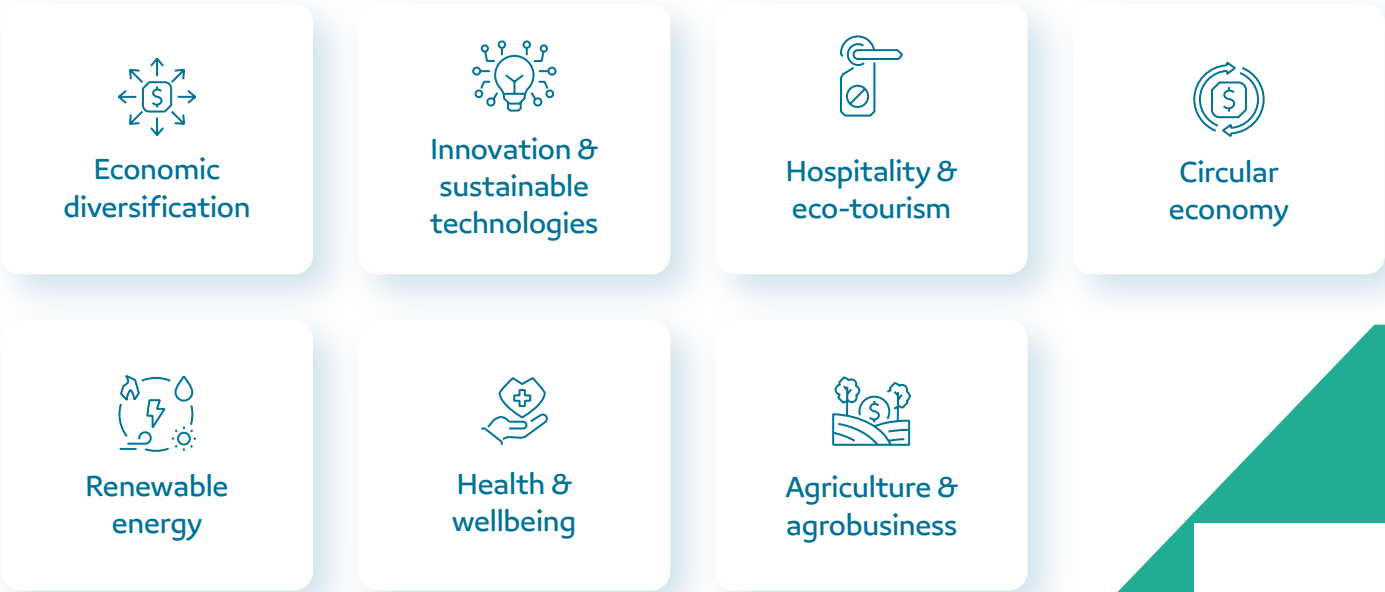 Economic
diversification
Innovation &
sustainable
technologies
Hospitality &
eco-tourism
Circular
economy
Renewable
energy
Health &
wellbeing
Agriculture &
agrobusiness